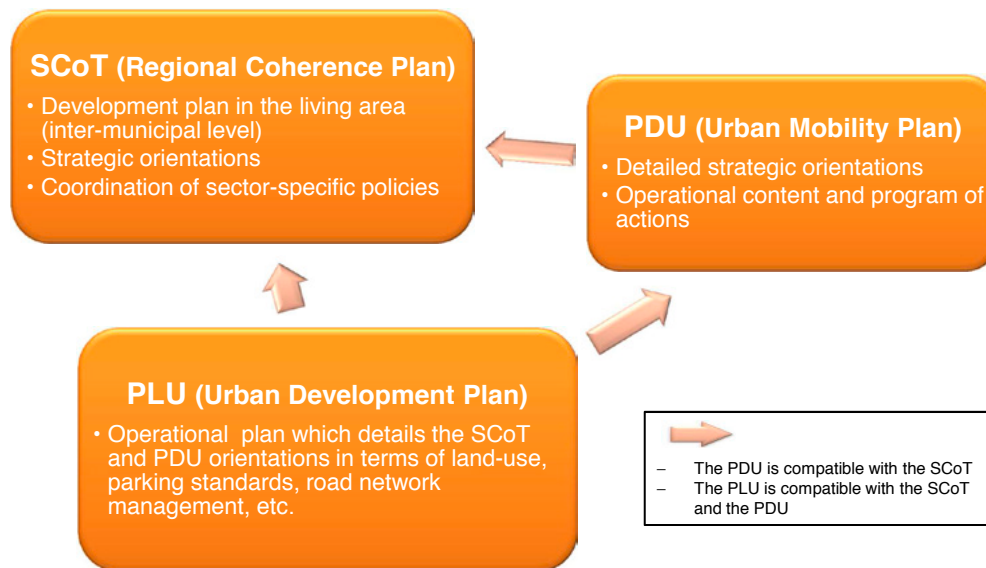 SCoT (Regional Coherence Plan)
• Development plan in the living area
(inter-municipal level)
• Strategic orientations
• Coordination of sector-specific policies
PDU (Urban Mobility Plan)
• Detailed strategic orientations
• Operational content and program of
actions
PLU (Urban Development Plan)
• Operational plan which details the SCoT
and PDU orientations in terms of land-use,
parking standards, road network
management, etc.
– The PDU is compatible with the SCoT
– The PLU is compatible with the SCoT
and the PDU